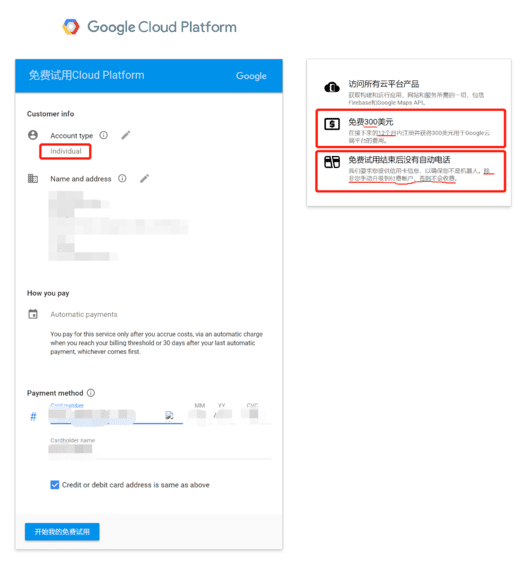 Google Cloud Platform
免费试用Cloud Platform
Google
Customer info
Account type
Individual
Name and address
How you pay
Automatic payments
You pay for this service only after you accrue costs, via an automatic charge
when you reach your billing threshold or 30 days after your last automatic
payment, whichever comes first.
Payment method
#
Card number
MM
YY
CVC
Cardholder name
Credit or debit card address is same as above
开始我的免费试用
访问所有云平台产品
获取构建和运行应用，网站和服务所需的一切，包括
Firebase和Google Maps API。
免费300美元
在接下来的12个月内注册并获得300美元用于Google云
端平台的费用。
免费试用结束后没有自动电话
我们要求您提供信用卡信息，以确保您不是机器人。除
非您手动升级到付费帐户，否则不会收费。